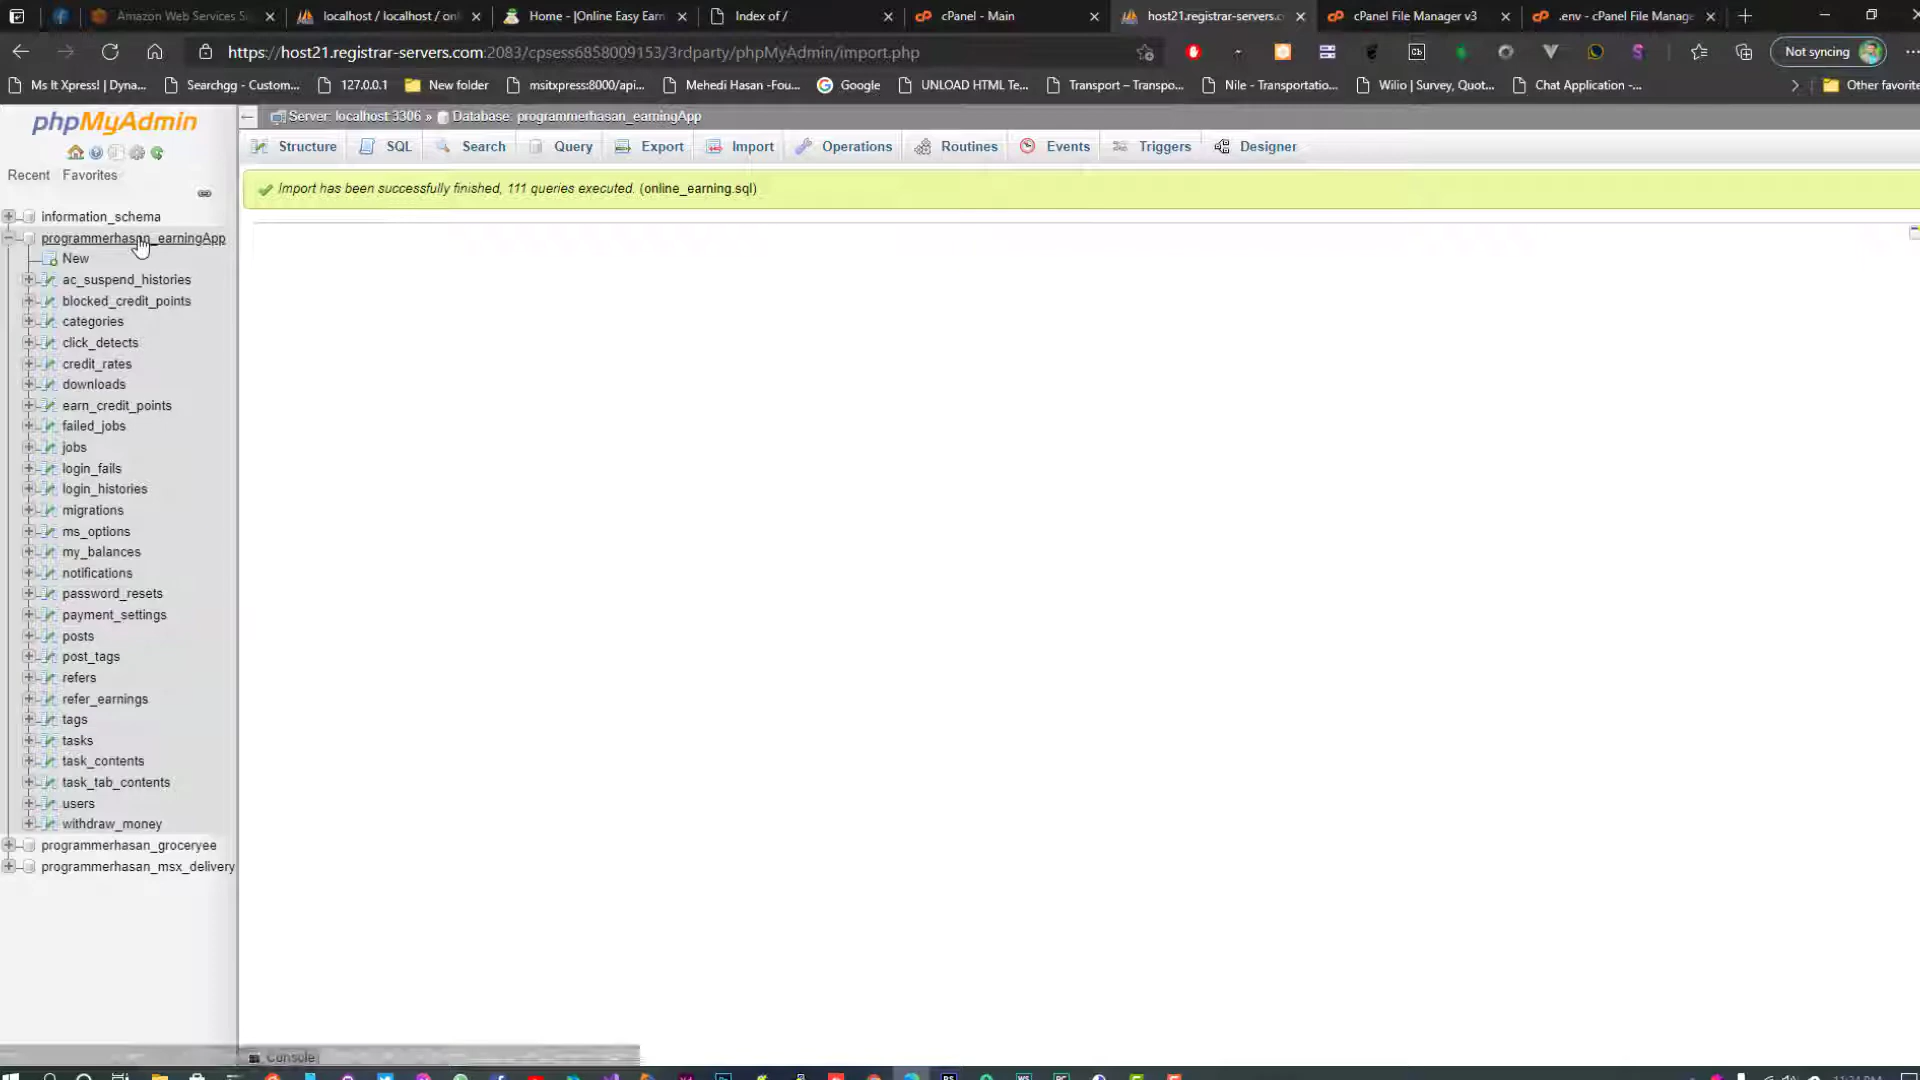 Amazon Web Services S
localhost / localhost / onl
Home - |Online Easy Earn
Index of /
cPanel - Main
host21.registrar-servers.c
cPanel File Manager v3
.env - cPanel File Manage
https://host21.registrar-servers.com:2083/cpsess6858009153/3rdparty/phpMyAdmin/import.php
Not syncing
Ms It Xpress! | Dyna...
Searchgg - Custom...
127.0.0.1
New folder
msitxpress:8000/api...
Mehedi Hasan -Fou...
Google
UNLOAD HTML Te...
Transport – Transpo...
Nile - Transportatio...
Wilio | Survey, Quot...
Chat Application -...
Other favorite
phpMyAdmin
Server: localhost:3306 » Database: programmerhasan_earningApp
Structure
SQL
Search
Query
Export
Import
Operations
Routines
Events
Triggers
Designer
Recent
Favorites
Import has been successfully finished, 111 queries executed. (online_earning.sql)
information_schema
programmerhasan_earningApp
New
ac_suspend_histories
blocked_credit_points
categories
click_detects
credit_rates
downloads
earn_credit_points
failed_jobs
jobs
login_fails
login_histories
migrations
ms_options
my_balances
notifications
password_resets
payment_settings
posts
post_tags
refers
refer_earnings
tags
tasks
task_contents
task_tab_contents
users
withdraw_money
programmerhasan_groceryee
programmerhasan_msx_delivery
Console